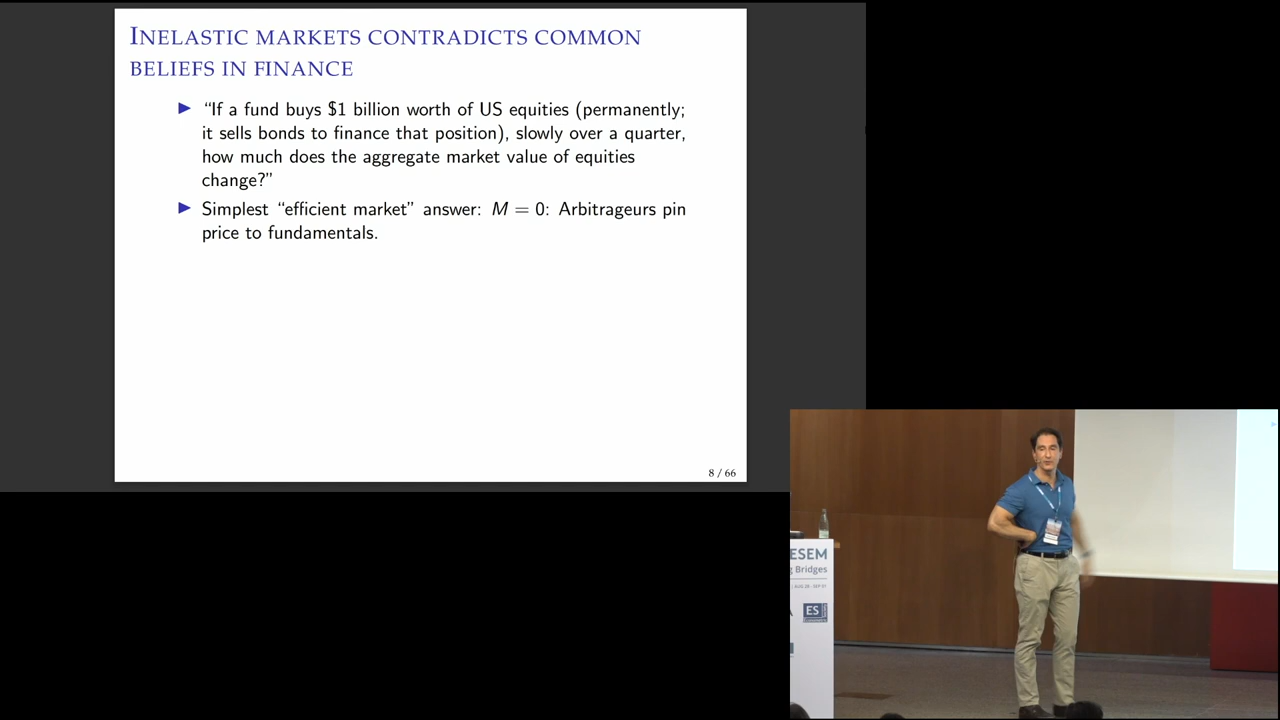 INELASTIC MARKETS CONTRADICTS COMMON
BELIEFS IN FINANCE
▶ “If a fund buys $1 billion worth of US equities (permanently;
it sells bonds to finance that position), slowly over a quarter,
how much does the aggregate market value of equities
change?”
▶ Simplest “efficient market” answer: M = 0: Arbitrageurs pin
price to fundamentals.
8 / 66
ESEM
g Bridges
ES